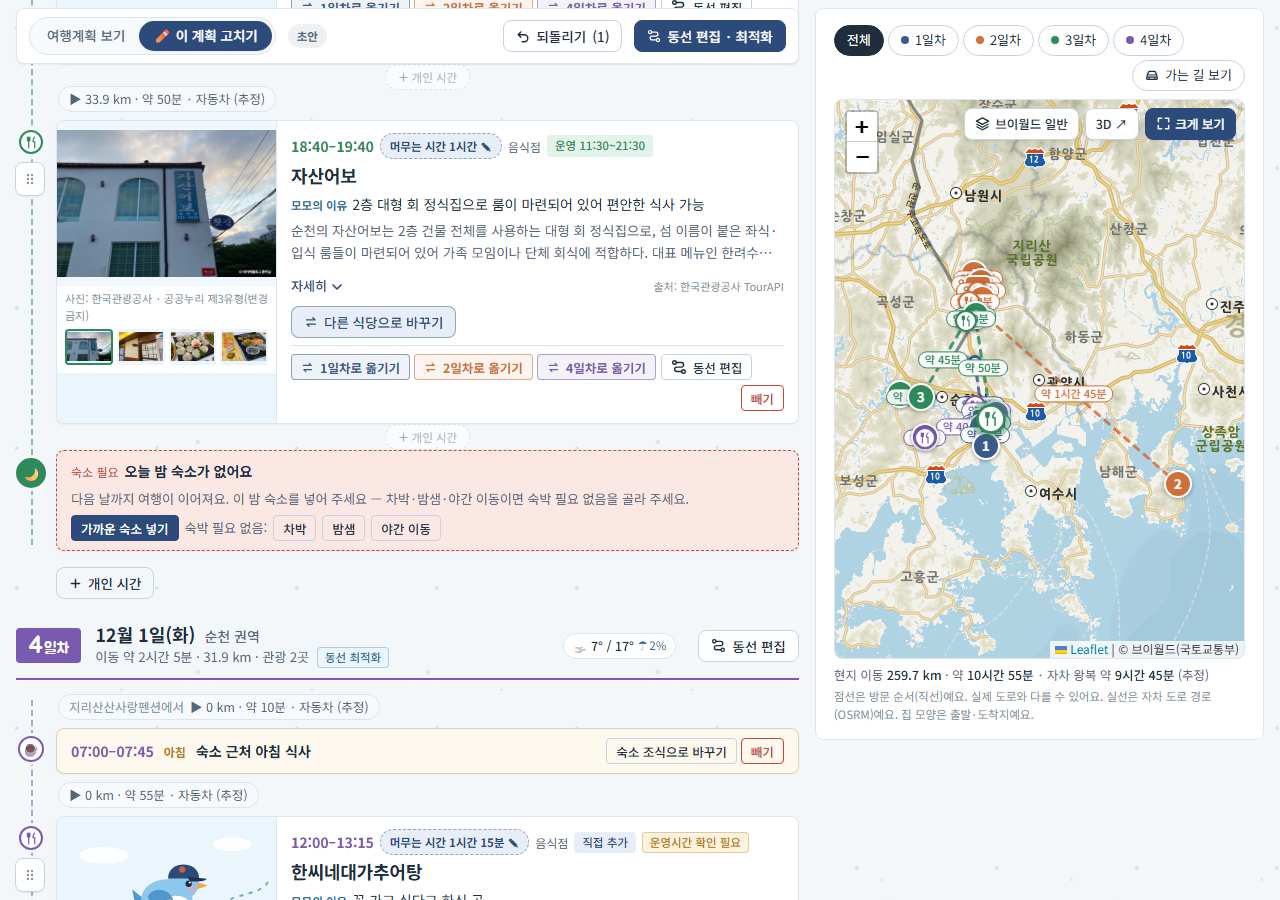 여행계획 보기
이 계획 고치기
초안
되돌리기 (1)
동선 편집 · 최적화
+ 개인 시간
▶ 33.9 km · 약 50분 · 자동차 (추정)
18:40–19:40 머무는 시간 1시간 음식점 운영 11:30~21:30
자산어보
모모의 이유 2층 대형 회 정식집으로 룸이 마련되어 있어 편안한 식사 가능
순천의 자산어보는 2층 건물 전체를 사용하는 대형 회 정식집으로, 섬 이름이 붙은 좌식·
입식 룸들이 마련되어 있어 가족 모임이나 단체 회식에 적합하다. 대표 메뉴인 한려수…
사진: 한국관광공사 · 공공누리 제3유형(변경
금지)
자세히
출처: 한국관광공사 TourAPI
다른 식당으로 바꾸기
1일차로 옮기기
2일차로 옮기기
4일차로 옮기기
동선 편집
빼기
+ 개인 시간
숙소 필요 오늘 밤 숙소가 없어요
다음 날까지 여행이 이어져요. 이 밤 숙소를 넣어 주세요 — 차박·밤샘·야간 이동이면 숙박 필요 없음을 골라 주세요.
가까운 숙소 넣기 숙박 필요 없음: 차박 밤샘 야간 이동
+ 개인 시간
4일차
12월 1일(화) 순천 권역
이동 약 2시간 5분 · 31.9 km · 관광 2곳 동선 최적화
7° / 17° 2%
동선 편집
지리산산사랑펜션에서 ▶ 0 km · 약 10분 · 자동차 (추정)
07:00–07:45 아침 숙소 근처 아침 식사
숙소 조식으로 바꾸기
빼기
▶ 0 km · 약 55분 · 자동차 (추정)
12:00–13:15 머무는 시간 1시간 15분 음식점 직접 추가 운영시간 확인 필요
한씨네대가추어탕
전체
1일차
2일차
3일차
4일차
가는 길 보기
+
−
브이월드 일반
3D ↗
크게 보기
임실군
12
함양군
남원시
산청군
지리산
국립공원
곡성군
하동군
10
약 45분
약 50분
광양시
약 1시간 45분
3
10
1
상족암
군립공원
보성군
10
남해군
2
여수시
고흥군
Leaflet | © 브이월드(국토교통부)
현지 이동 259.7 km · 약 10시간 55분 · 자차 왕복 약 9시간 45분 (추정)
점선은 방문 순서(직선)예요. 실제 도로와 다를 수 있어요. 실선은 자차 도로 경로
(OSRM)예요. 집 모양은 출발·도착지예요.